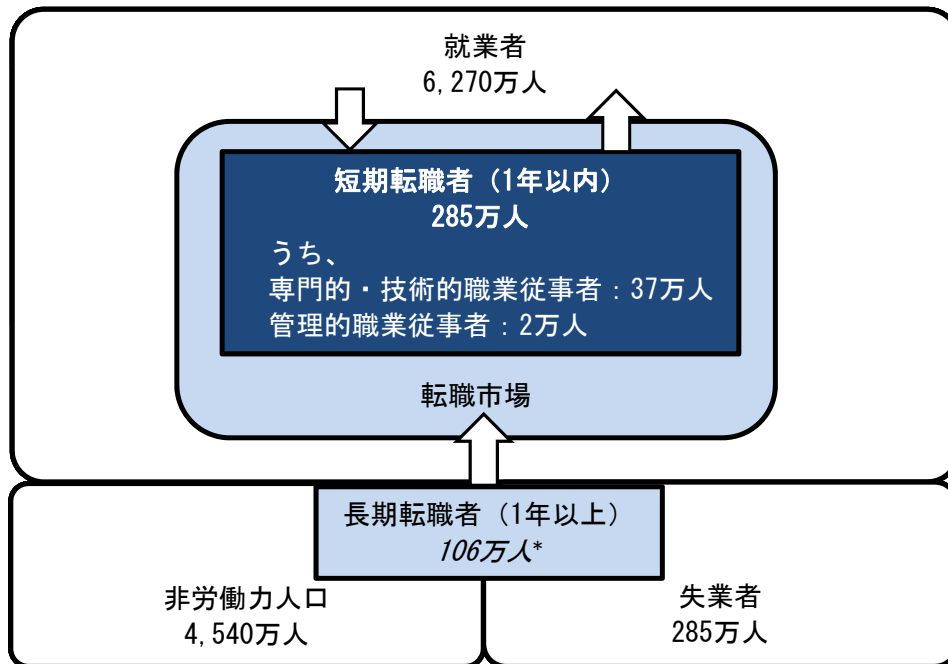 就業者
6,270万人
短期転職者（1年以内）
285万人
うち、
専門的・技術的職業従事者：37万人
管理的職業従事者：2万人
転職市場
長期転職者（1年以上）
106万人*
非労働力人口
4,540万人
失業者
285万人